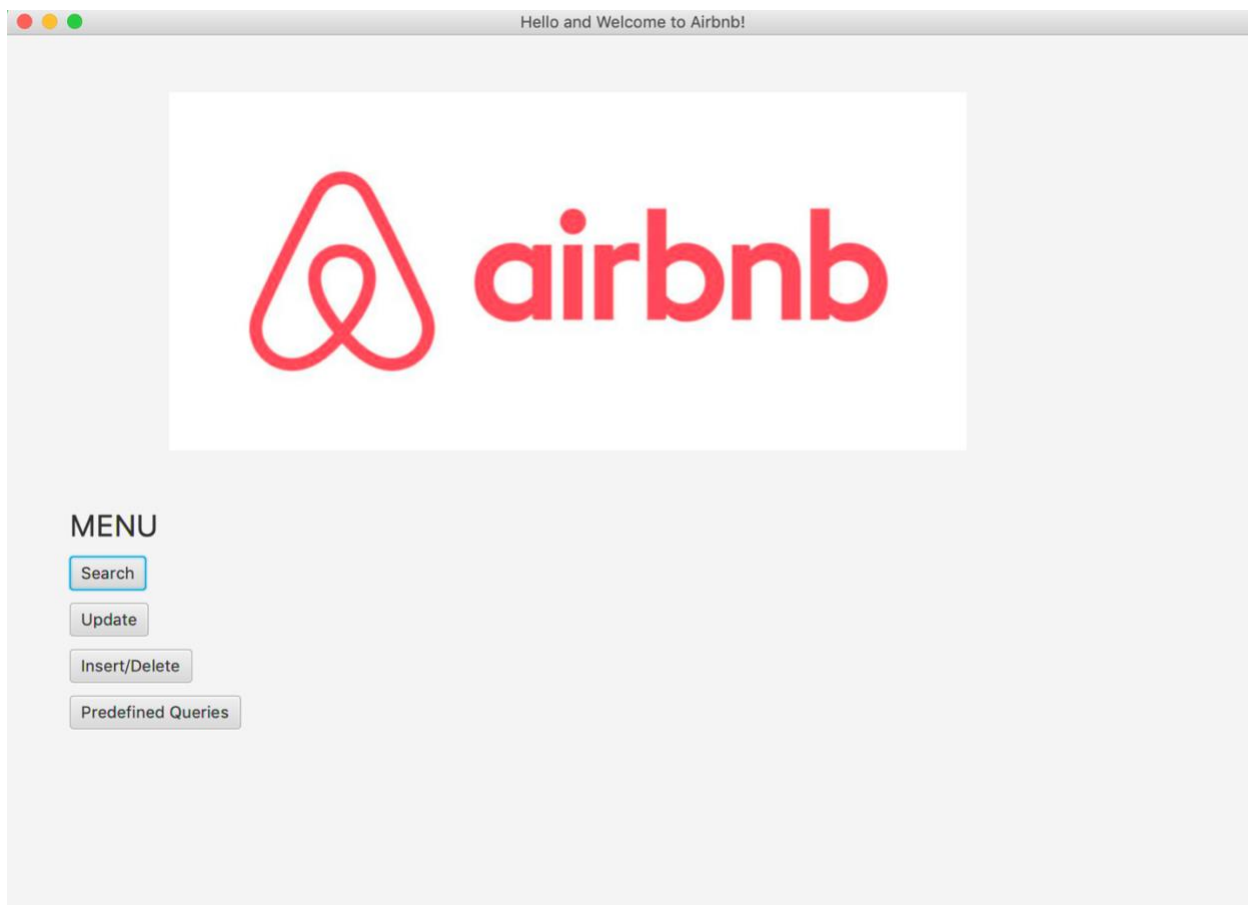 Hello and Welcome to Airbnb!
airbnb
MENU
Search
Update
Insert/Delete
Predefined Queries